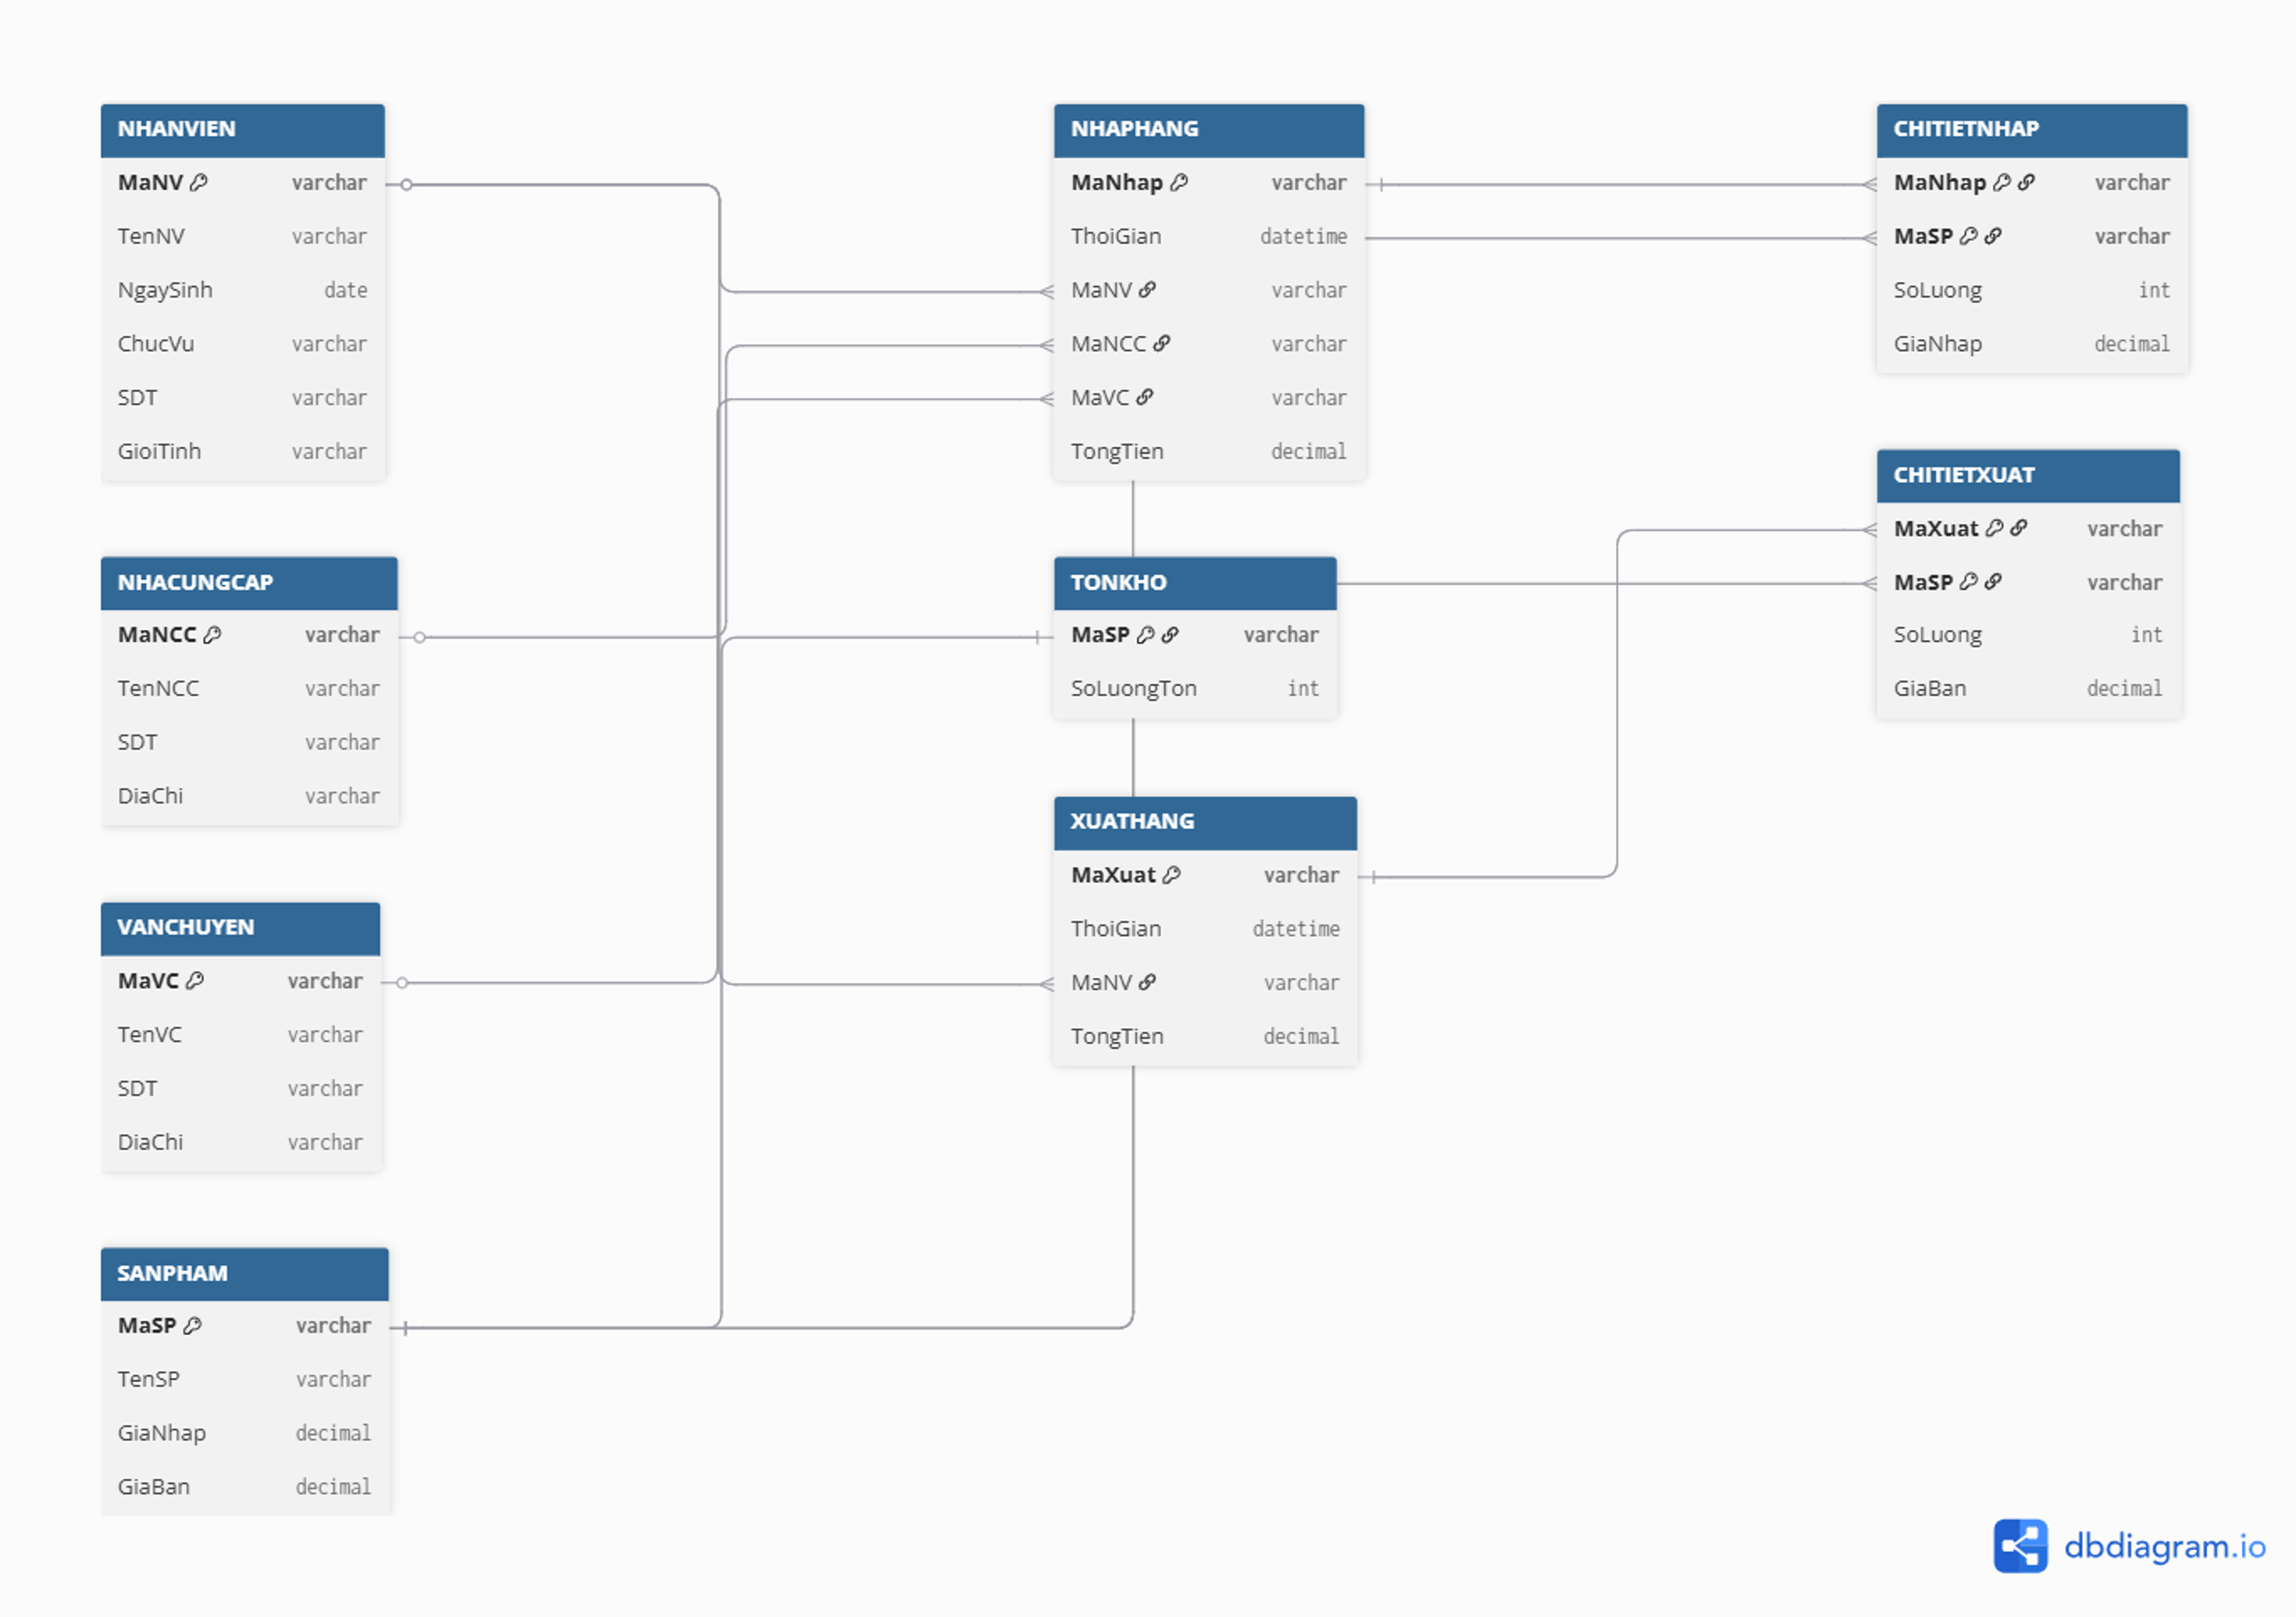 NHANVIEN
MaNV varchar
TenNV varchar
NgaySinh date
ChucVu varchar
SDT varchar
GioiTinh varchar
NHACUNGCAP
MaNCC varchar
TenNCC varchar
SDT varchar
DiaChi varchar
VANCHUYEN
MaVC varchar
TenVC varchar
SDT varchar
DiaChi varchar
SANPHAM
MaSP varchar
TenSP varchar
GiaNhap decimal
GiaBan decimal
NHAPHANG
MaNhap varchar
ThoiGian datetime
MaNV varchar
MaNCC varchar
MaVC varchar
TongTien decimal
TONKHO
MaSP varchar
SoLuongTon int
XUATHANG
MaXuat varchar
ThoiGian datetime
MaNV varchar
TongTien decimal
CHITIETNHAP
MaNhap varchar
MaSP varchar
SoLuong int
GiaNhap decimal
CHITIETXUAT
MaXuat varchar
MaSP varchar
SoLuong int
GiaBan decimal
dbdiagram.io